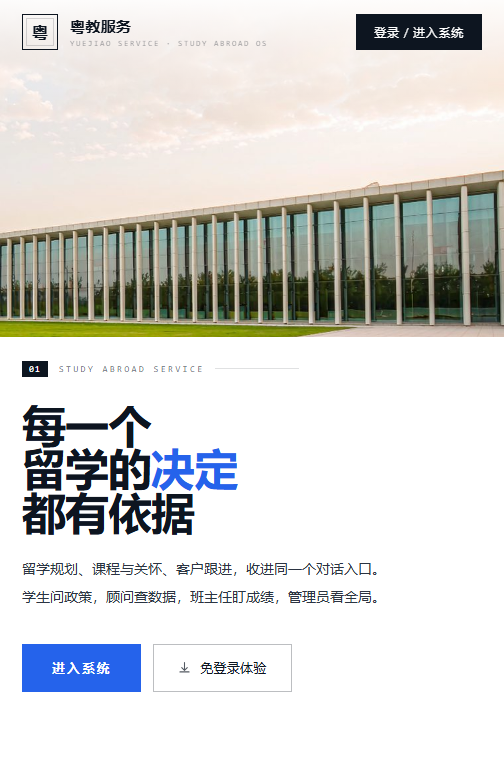 粤
粤教服务
YUEJIAO SERVICE · STUDY ABROAD OS
登录 / 进入系统
01
STUDY ABROAD SERVICE
每一个
留学的决定
都有依据
留学规划、课程与关怀、客户跟进，收进同一个对话入口。
学生问政策，顾问查数据，班主任盯成绩，管理员看全局。
进入系统
免登录体验